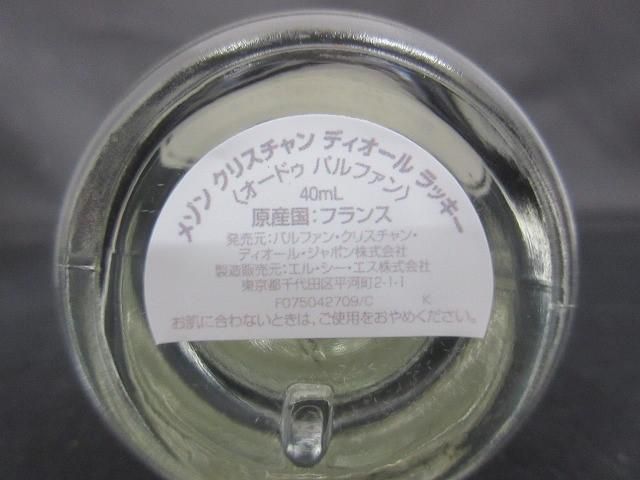 メゾン クリスチャン ディオール ラッキー
〈オードゥ パルファン〉
40mL
原産国：フランス
発売元：パルファン・クリスチャン・
ディオール・ジャポン株式会社
製造販売元：エル・シー・エス株式会社
東京都千代田区平河町2-1-1
F075042709/C K
お肌に合わないときは、ご使用をおやめください。